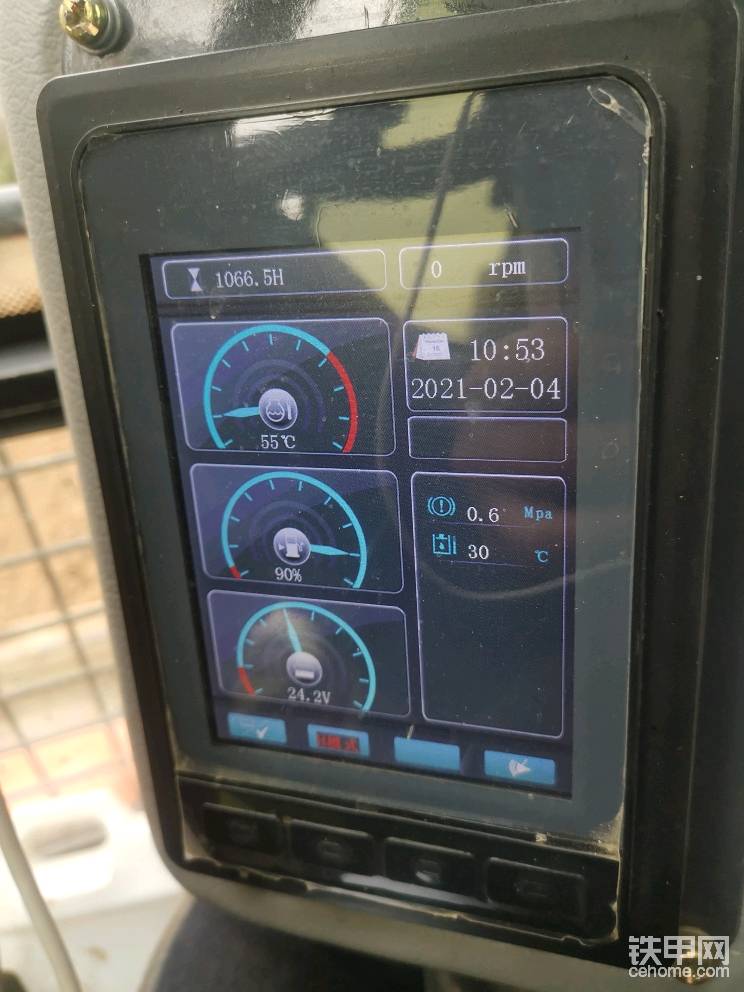 1066.5H
0 rpm
10:53
2021-02-04
55℃
0.6 Mpa
30 ℃
90%
24.2V
铁甲网
cehome.com